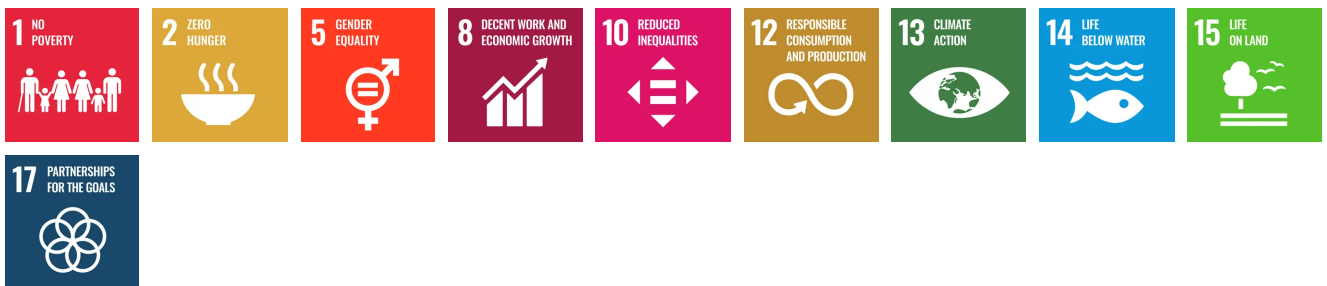 1 NO
POVERTY
2 ZERO
HUNGER
5 GENDER
EQUALITY
8 DECENT WORK AND
ECONOMIC GROWTH
10 REDUCED
INEQUALITIES
12 RESPONSIBLE
CONSUMPTION
AND PRODUCTION
13 CLIMATE
ACTION
14 LIFE
BELOW WATER
15 LIFE
ON LAND
17 PARTNERSHIPS
FOR THE GOALS